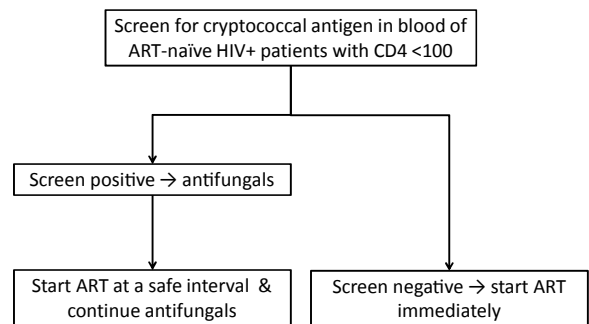 Screen for cryptococcal antigen in blood of
ART-naïve HIV+ patients with CD4 <100
Screen positive → antifungals
Start ART at a safe interval &
continue antifungals
Screen negative → start ART
immediately